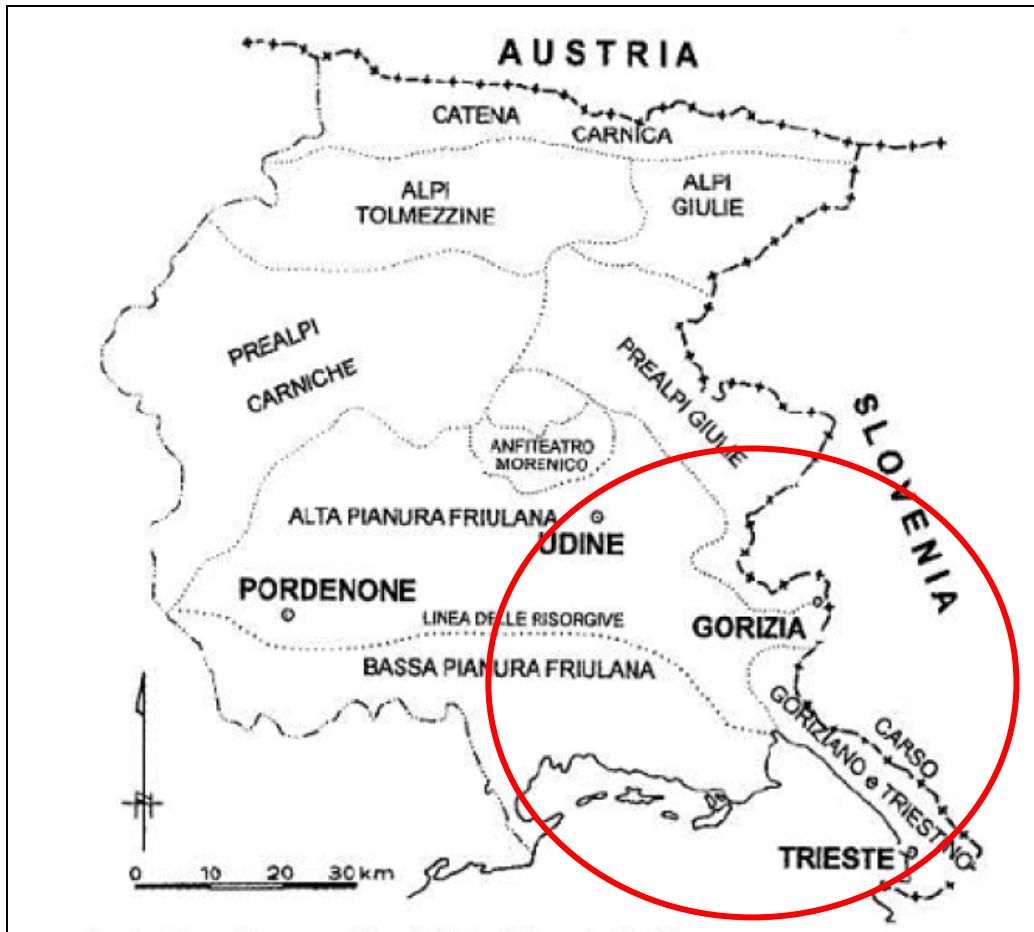 AUSTRIA
CATENA
CARNICA
ALPI
TOLMEZZINE
ALPI
GIULIE
PREALPI
CARNICHE
PREALPI GIULIE
SLOVENIA
ANFITEATRO
MORENICO
ALTA PIANURA FRIULANA
UDINE
PORDENONE
LINEA DELLE RISORGIVE
GORIZIA
BASSA PIANURA FRIULANA
CARSO
GORIZIANO e TRIESTINO
TRIESTE
N
0 10 20 30 km